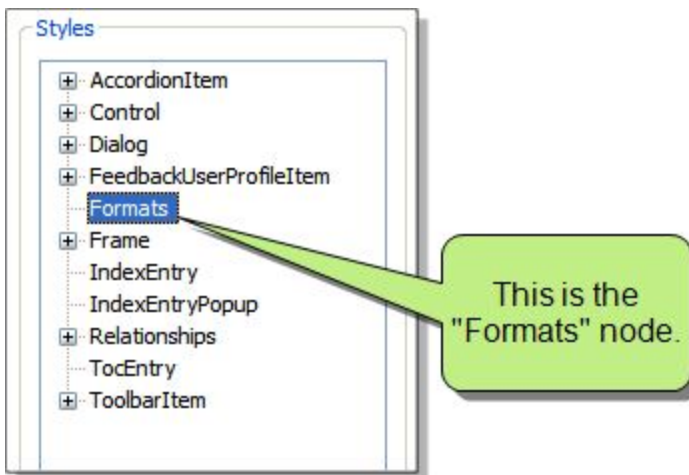 Styles
AccordionItem
Control
Dialog
FeedbackUserProfileItem
Formats
Frame
IndexEntry
IndexEntryPopup
Relationships
TocEntry
ToolbarItem
This is the
"Formats" node.